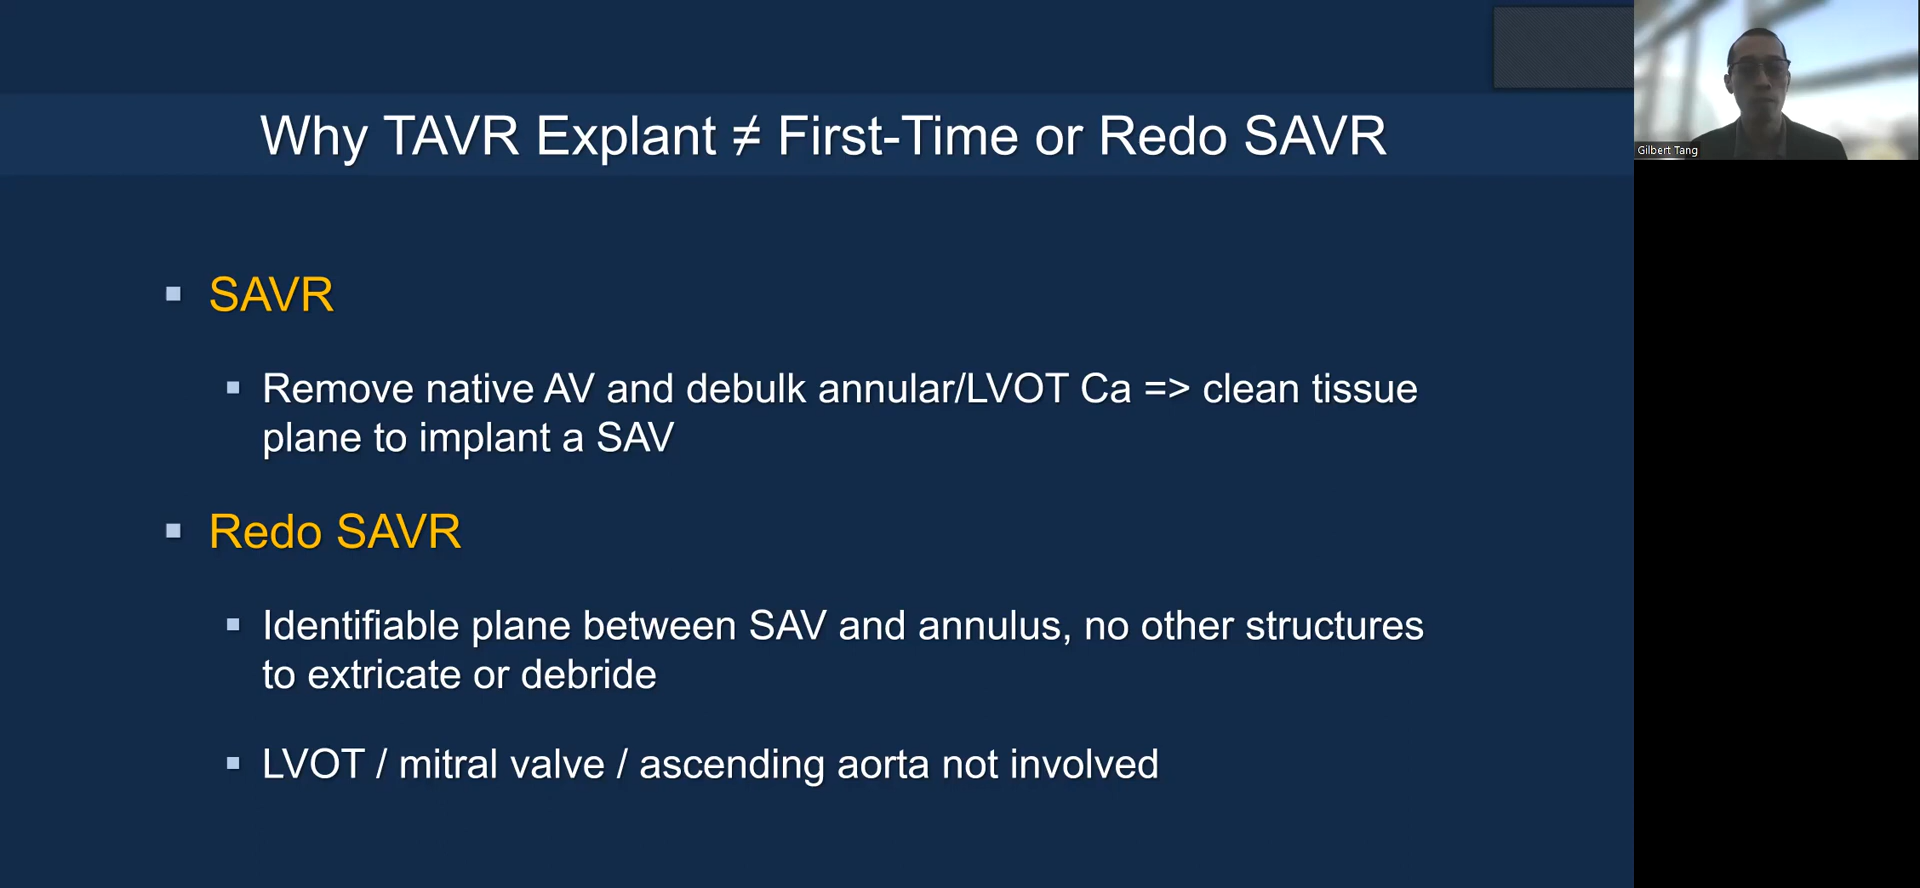 Why TAVR Explant ≠ First-Time or Redo SAVR
Gilbert Tang
▪ SAVR
▪ Remove native AV and debulk annular/LVOT Ca => clean tissue
plane to implant a SAV
▪ Redo SAVR
▪ Identifiable plane between SAV and annulus, no other structures
to extricate or debride
▪ LVOT / mitral valve / ascending aorta not involved